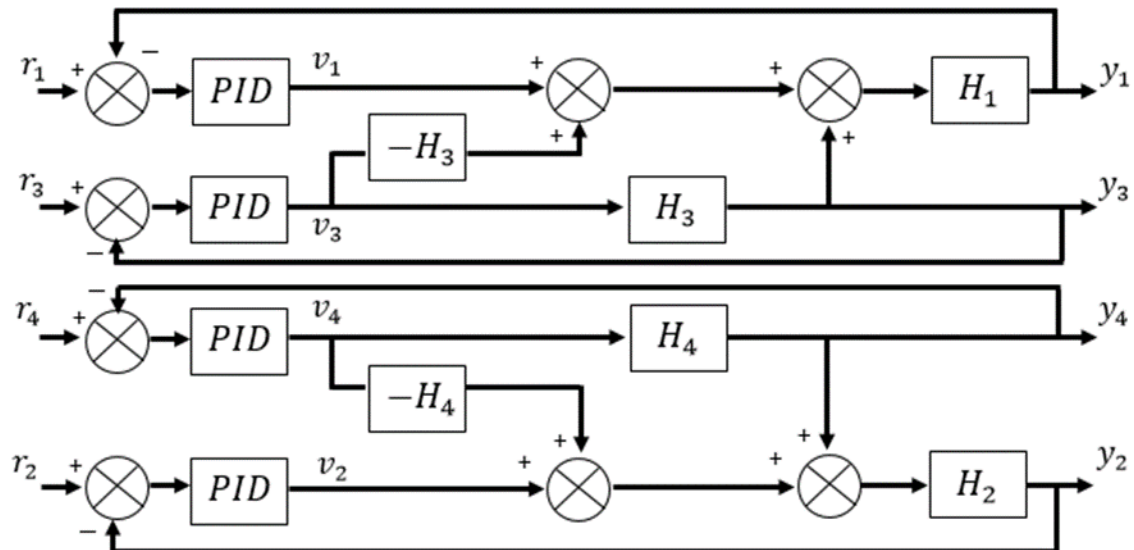 r₁ + − PID v₁ + + H₁ y₁
−H₃ + +
r₃ + PID v₃ H₃ y₃
−
−
r₄ + PID v₄ H₄ y₄
−H₄ + +
r₂ + PID v₂ + + H₂ y₂
−